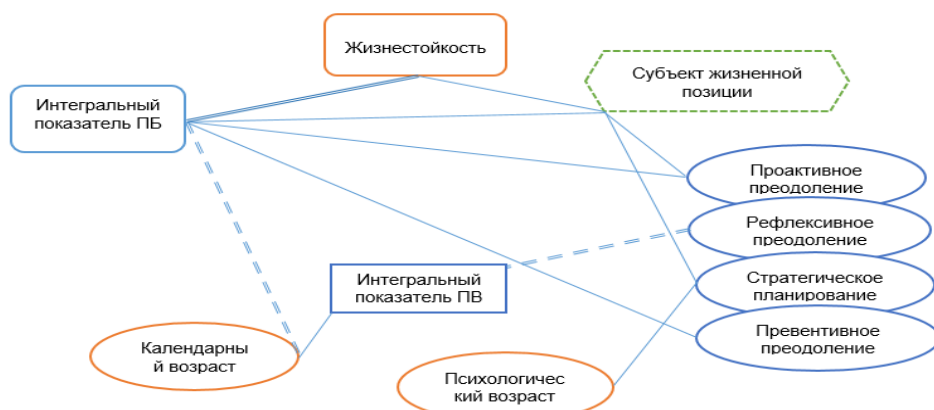 Жизнестойкость
Субъект жизненной
позиции
Интегральный
показатель ПБ
Проактивное
преодоление
Рефлексивное
преодоление
Интегральный
показатель ПВ
Стратегическое
планирование
Превентивное
преодоление
Календарны
й возраст
Психологичес
кий возраст